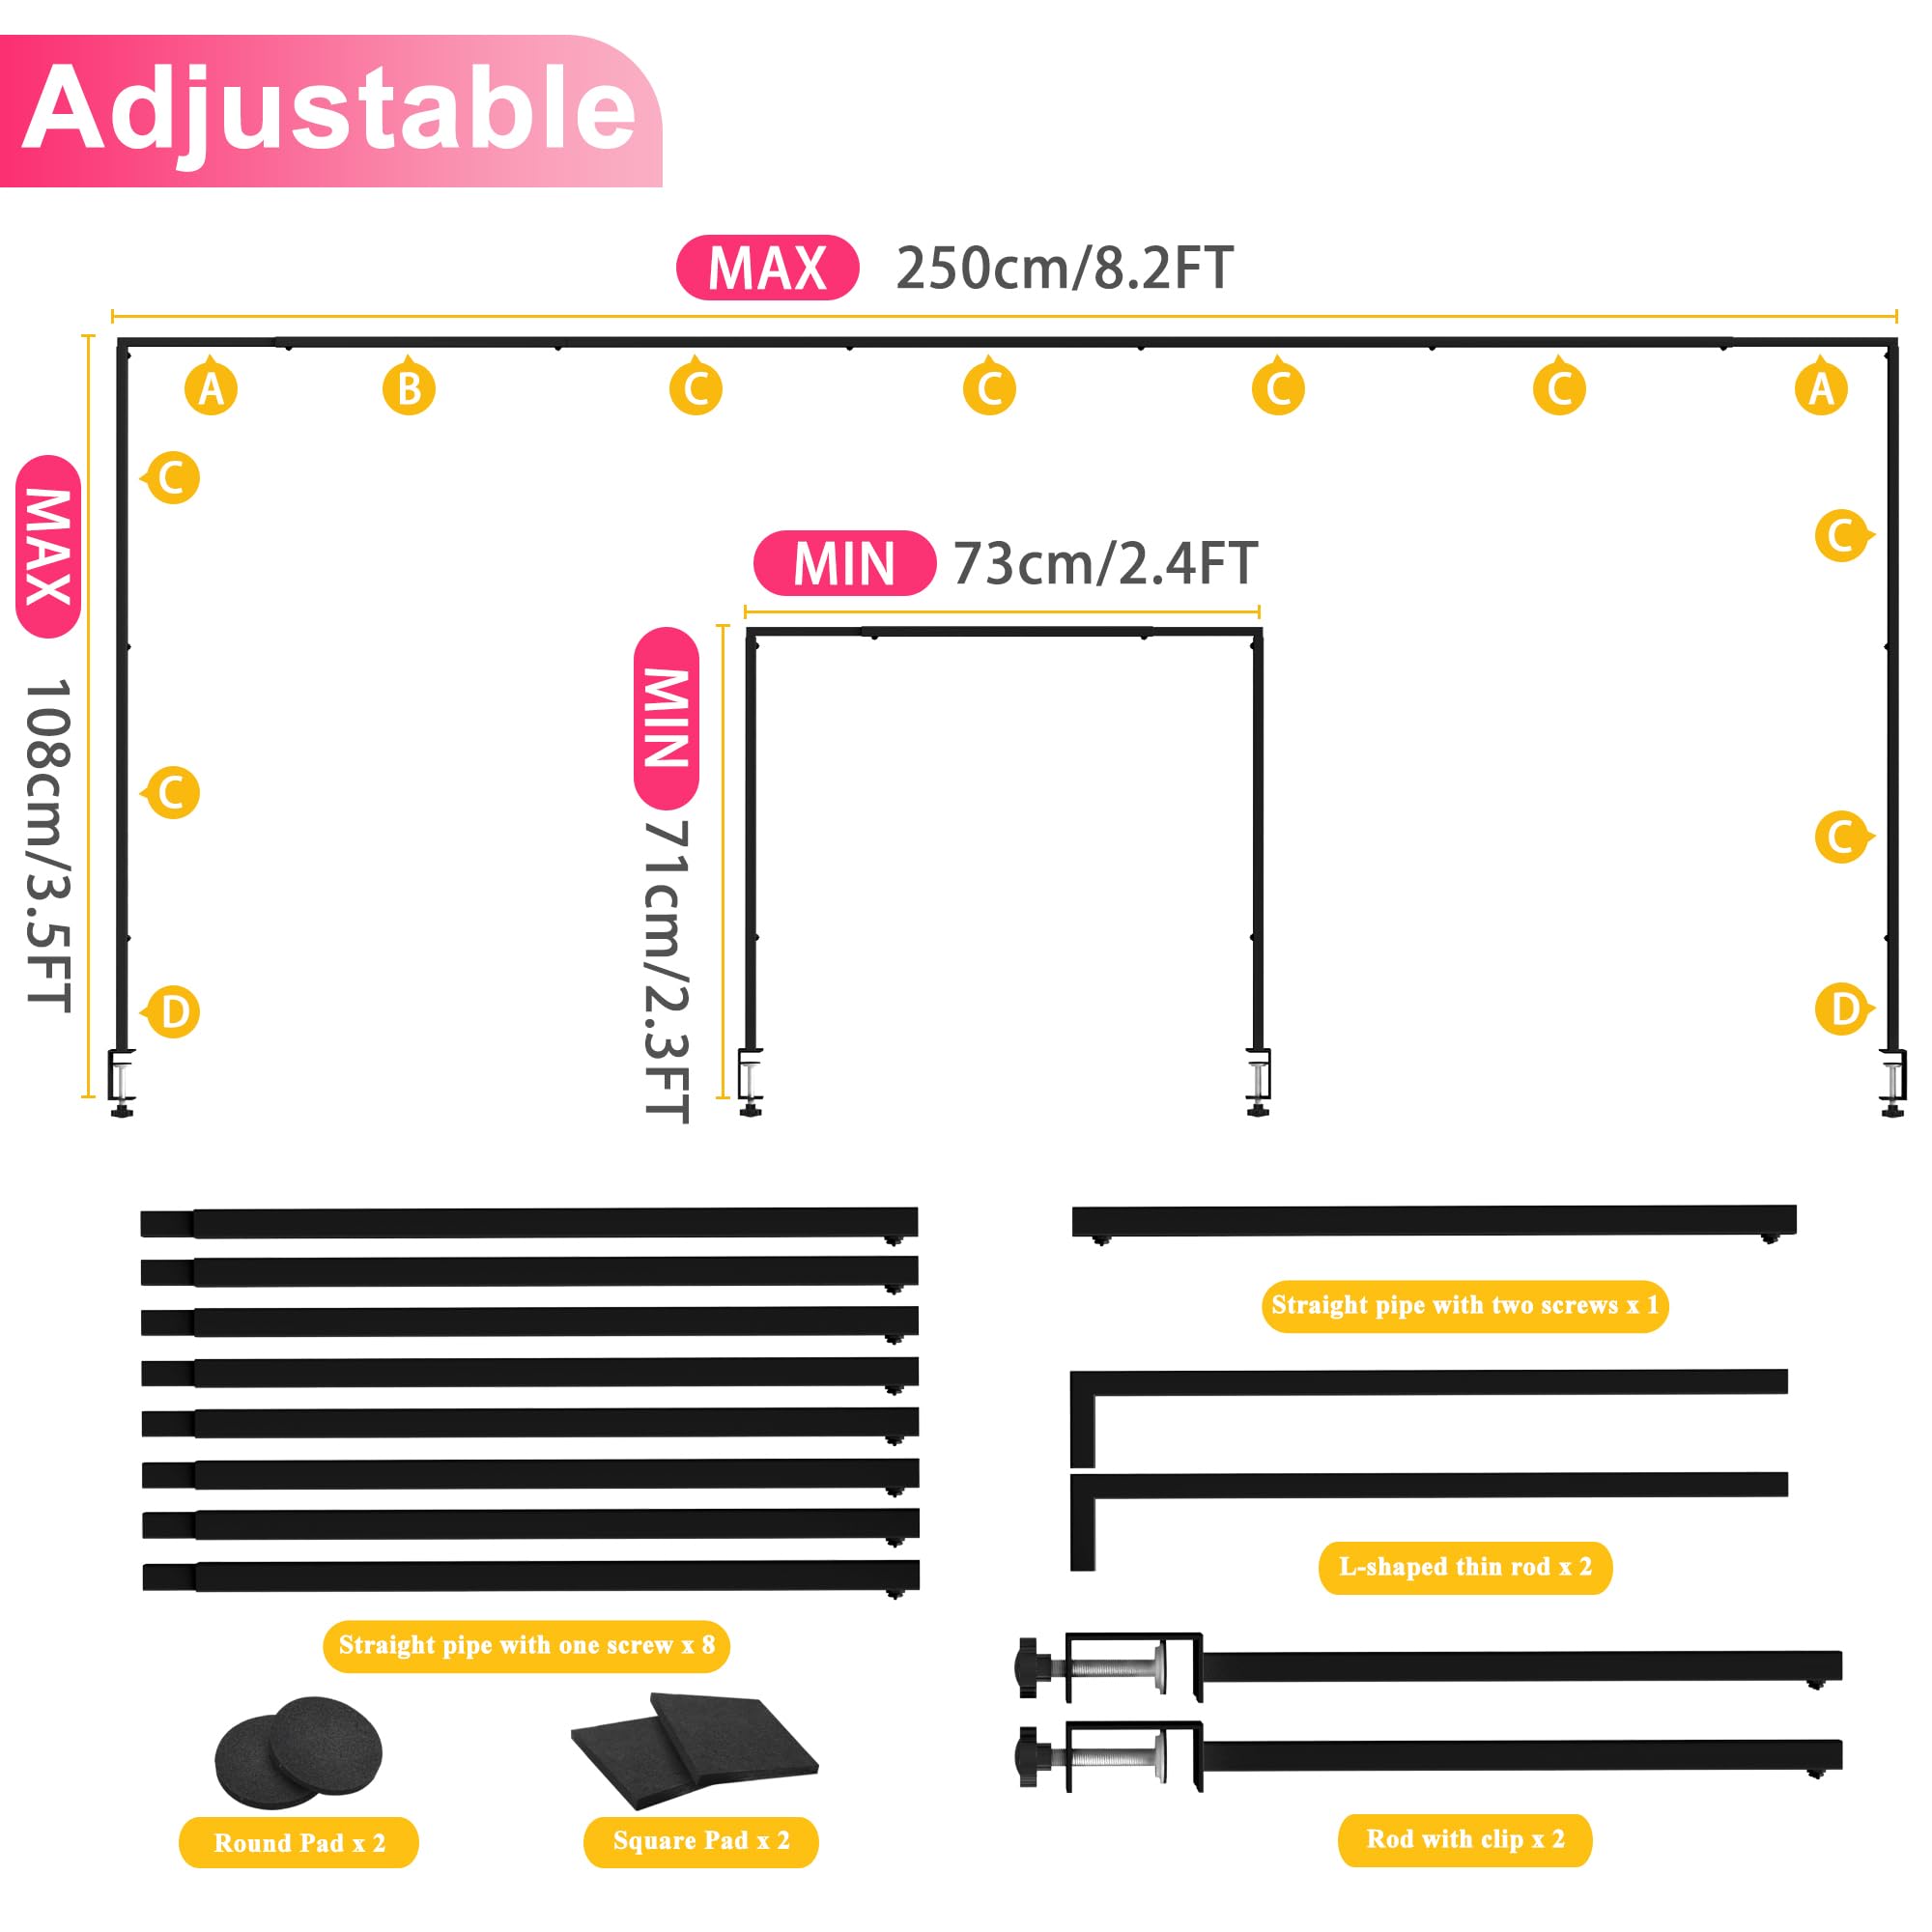 Adjustable
MAX 250cm/8.2FT
A B C C C C A
C
C
MAX 108cm/3.5FT
MIN 73cm/2.4FT
MIN 71cm/2.3FT
C
C
D
D
Straight pipe with two screws x 1
L-shaped thin rod x 2
Straight pipe with one screw x 8
Round Pad x 2
Square Pad x 2
Rod with clip x 2